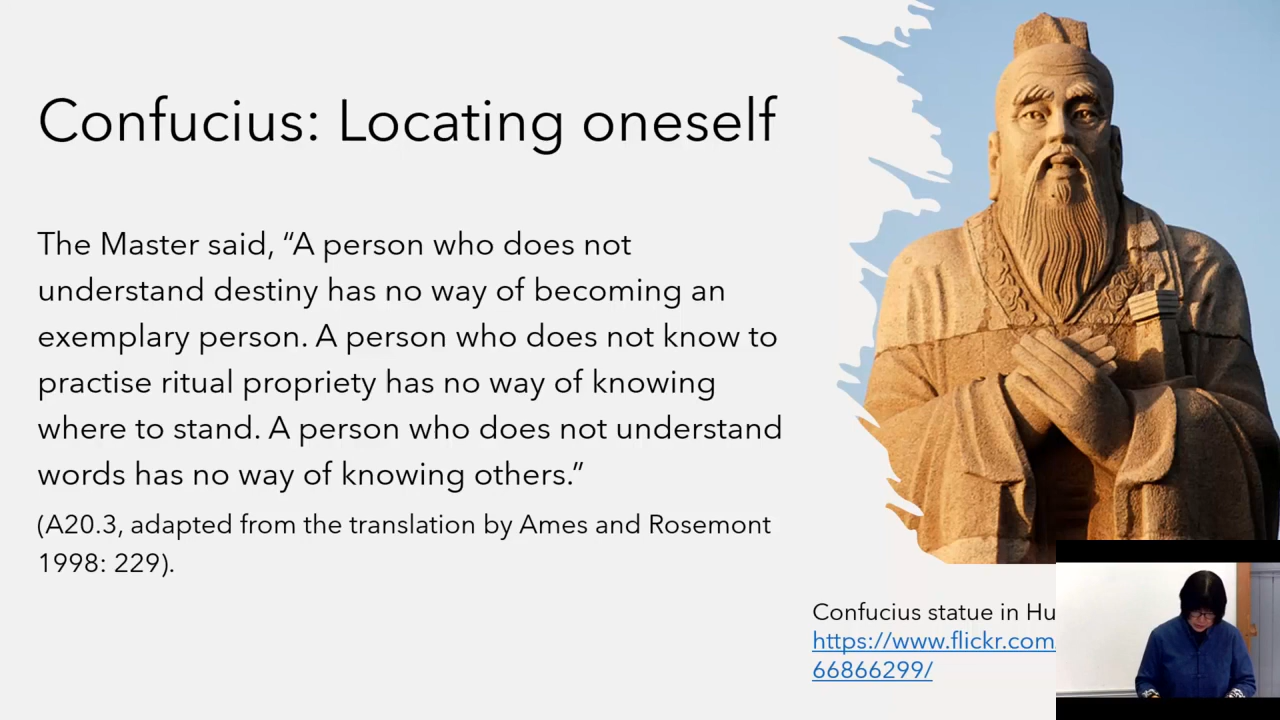 Confucius: Locating oneself
The Master said, “A person who does not
understand destiny has no way of becoming an
exemplary person. A person who does not know to
practise ritual propriety has no way of knowing
where to stand. A person who does not understand
words has no way of knowing others.”
(A20.3, adapted from the translation by Ames and Rosemont
1998: 229).
Confucius statue in Hu
https://www.flickr.com
66866299/